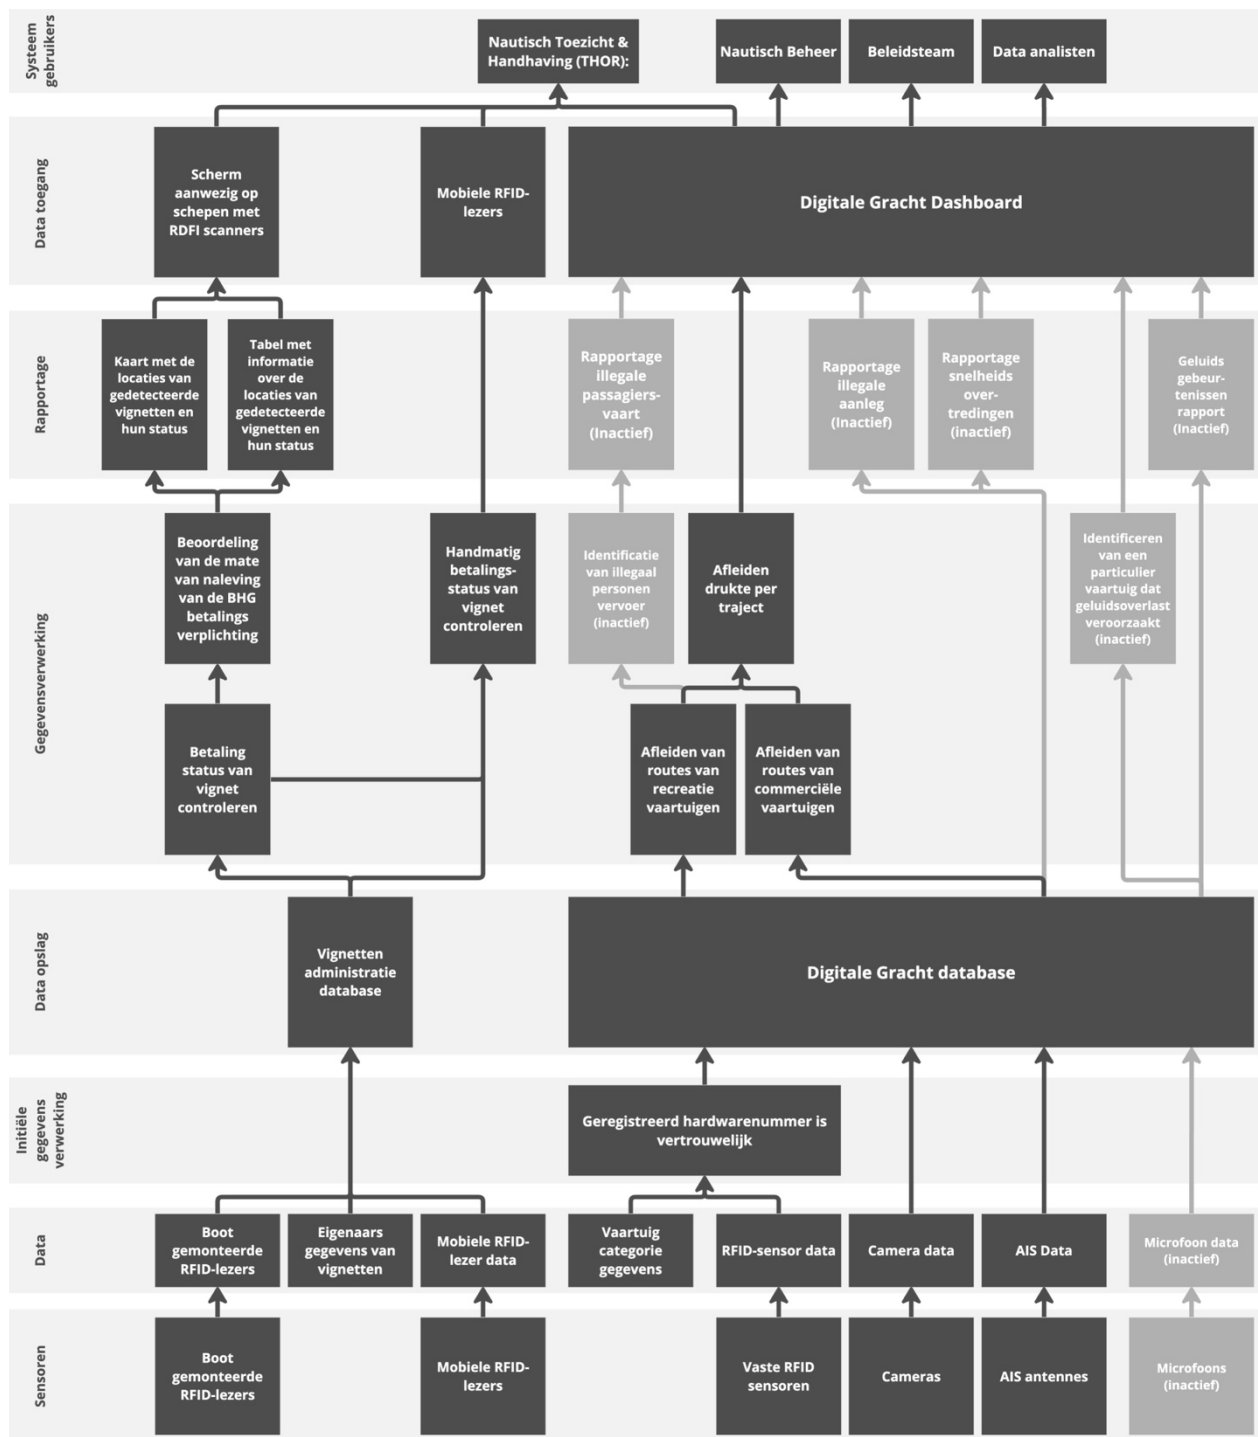 Systeem
gebruikers
Nautisch Toezicht &
Handhaving (THOR):
Nautisch Beheer
Beleidsteam
Data analisten
Data toegang
Scherm
aanwezig op
schepen met
RDFI scanners
Mobiele RFID-
lezers
Digitale Gracht Dashboard
Rapportage
Kaart met de
locaties van
gedetecteerde
vignetten en
hun status
Tabel met
informatie
over de
locaties van
gedetecteerde
vignetten en
hun status
Rapportage
illegale
passagiers-
vaart
(Inactief)
Rapportage
illegale
aanleg
(Inactief)
Rapportage
snelheids
over-
tredingen
(inactief)
Geluids
gebeur-
tenissen
rapport
(Inactief)
Gegevensverwerking
Beoordeling
van de mate
van naleving
van de BHG
betalings
verplichting
Handmatig
betalings-
status van
vignet
controleren
Identificatie
van illegaal
personen
vervoer
(inactief)
Afleiden
drukte per
traject
Identificeren
van een
particulier
vaartuig dat
geluidsoverlast
veroorzaakt
(inactief)
Betaling
status van
vignet
controleren
Afleiden van
routes van
recreatie
vaartuigen
Afleiden van
routes van
commerciële
vaartuigen
Data opslag
Vignetten
administratie
database
Digitale Gracht database
Initiële
gegevens
verwerking
Geregistreerd hardwarenummer is
vertrouwelijk
Data
Boot
gemonteerde
RFID-lezers
Eigenaars
gegevens van
vignetten
Mobiele RFID-
lezer data
Vaartuig
categorie
gegevens
RFID-sensor data
Camera data
AIS Data
Microfoon data
(inactief)
Sensoren
Boot
gemonteerde
RFID-lezers
Mobiele RFID-
lezers
Vaste RFID
sensoren
Cameras
AIS antennes
Microfoons
(inactief)